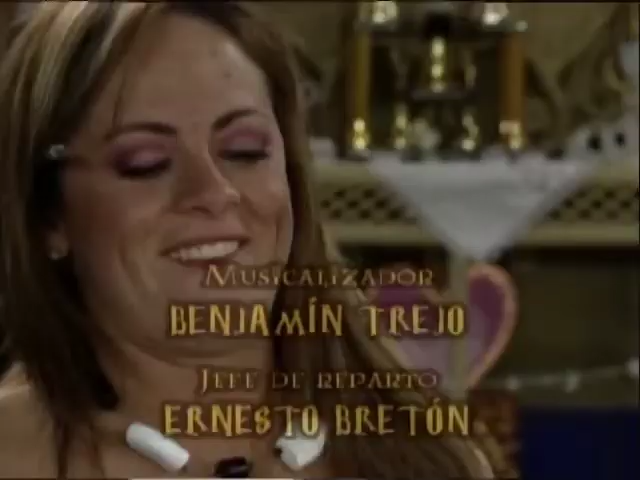 MUSICALIZADOR
BENJAMÍN TREJO
JEFE DE REPARTO
ERNESTO BRETÓN